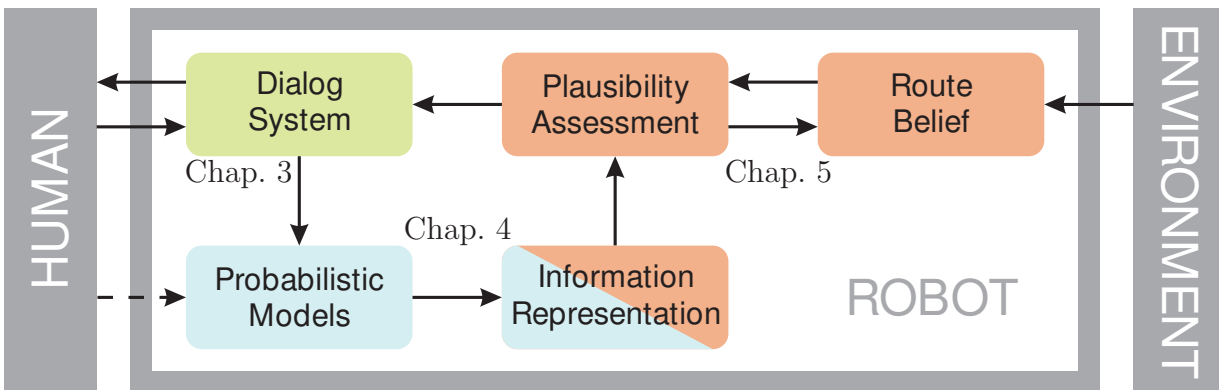 HUMAN
Dialog
System
Plausibility
Assessment
Route
Belief
Chap. 3
Chap. 5
Chap. 4
Probabilistic
Models
Information
Representation
ROBOT
ENVIRONMENT